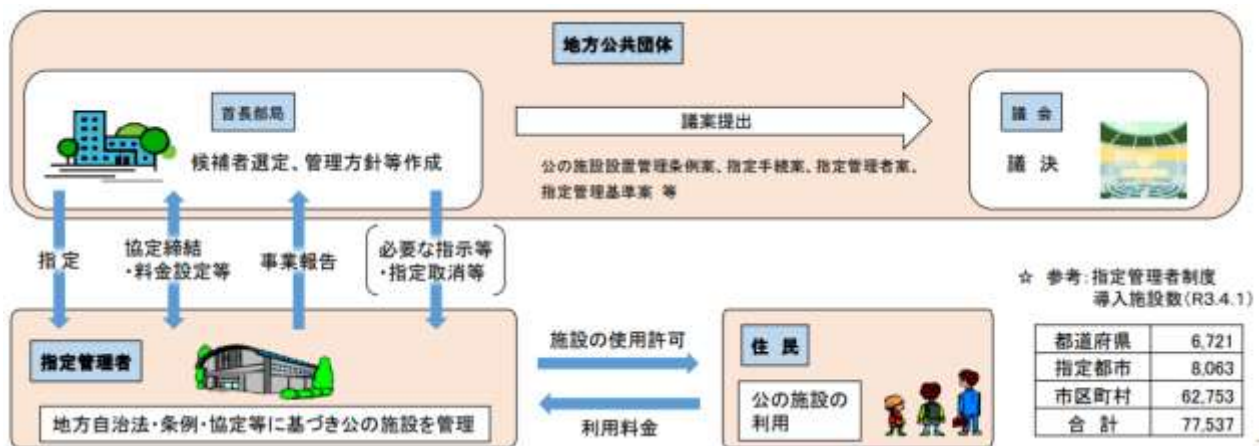 地方公共団体
首長部局
候補者選定、管理方針等作成
議案提出
公の施設設置管理条例案、指定手続案、指定管理者案、
指定管理基準案 等
議 会
議 決
指 定
協定締結
・料金設定等
事業報告
必要な指示等
・指定取消等
指定管理者
地方自治法・条例・協定等に基づき公の施設を管理
施設の使用許可
利用料金
住 民
公の施設の
利用
☆ 参考:指定管理者制度
導入施設数(R3.4.1)
都道府県 6,721
指定都市 8,063
市区町村 62,753
合 計 77,537